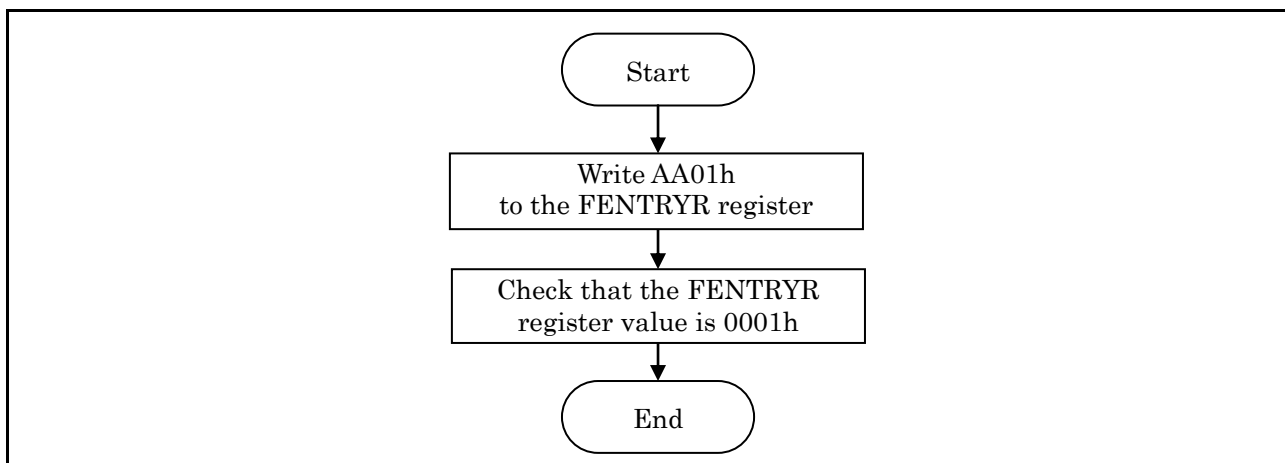 Start
Write AA01h
to the FENTRYR register
Check that the FENTRYR
register value is 0001h
End